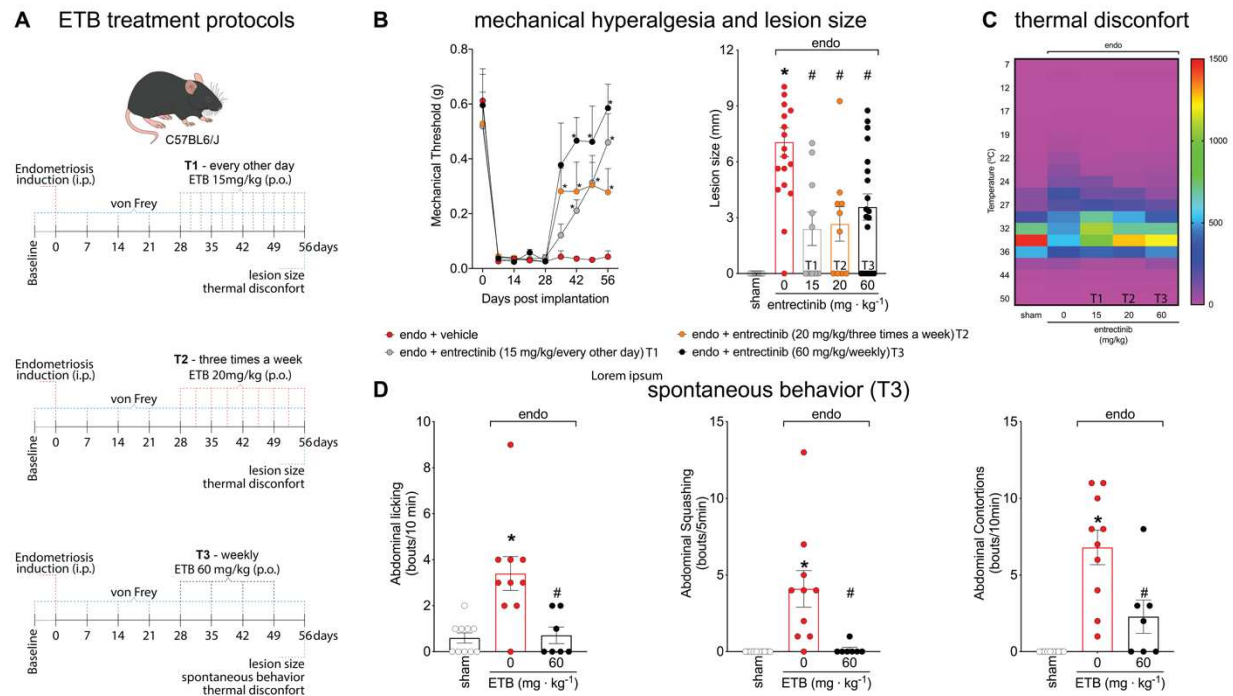 A ETB treatment protocols
C57BL6/J
Endometriosis
induction (i.p.)
T1 - every other day
ETB 15mg/kg (p.o.)
von Frey
Baseline
0 7 14 21 28 35 42 49 56 days
lesion size
thermal disconfort
Endometriosis
induction (i.p.)
T2 - three times a week
ETB 20mg/kg (p.o.)
von Frey
Baseline
0 7 14 21 28 35 42 49 56 days
lesion size
thermal disconfort
Endometriosis
induction (i.p.)
T3 - weekly
ETB 60 mg/kg (p.o.)
von Frey
Baseline
0 7 14 21 28 35 42 49 56 days
lesion size
spontaneous behavior
thermal disconfort
B mechanical hyperalgesia and lesion size
Mechanical Threshold (g)
0.8
0.6
0.4
0.2
0.0
* * * * * * * * *
0 14 28 42 56
Days post implantation
endo
Lesion size (mm)
12
9
6
3
0
* # # #
T1 T2 T3
sham 0 15 20 60
entrectinib (mg · kg⁻¹)
endo + vehicle
endo + entrectinib (15 mg/kg/every other day) T1
endo + entrectinib (20 mg/kg/three times a week) T2
endo + entrectinib (60 mg/kg/weekly) T3
Lorem ipsum
C thermal disconfort
endo
Temperature (ºC)
7
12
17
19
22
24
27
32
36
44
50
T1 T2 T3
sham 0 15 20 60
entrectinib
(mg/kg)
1500
1000
500
0
D spontaneous behavior (T3)
endo
Abdominal licking
(bouts/10 min)
10
8
6
4
2
0
* #
sham 0 60
ETB (mg · kg⁻¹)
endo
Abdominal Squashing
(bouts/5min)
15
10
5
0
* #
sham 0 60
ETB (mg · kg⁻¹)
endo
Abdominal Contortions
(bouts/10min)
15
10
5
0
* #
sham 0 60
ETB (mg · kg⁻¹)